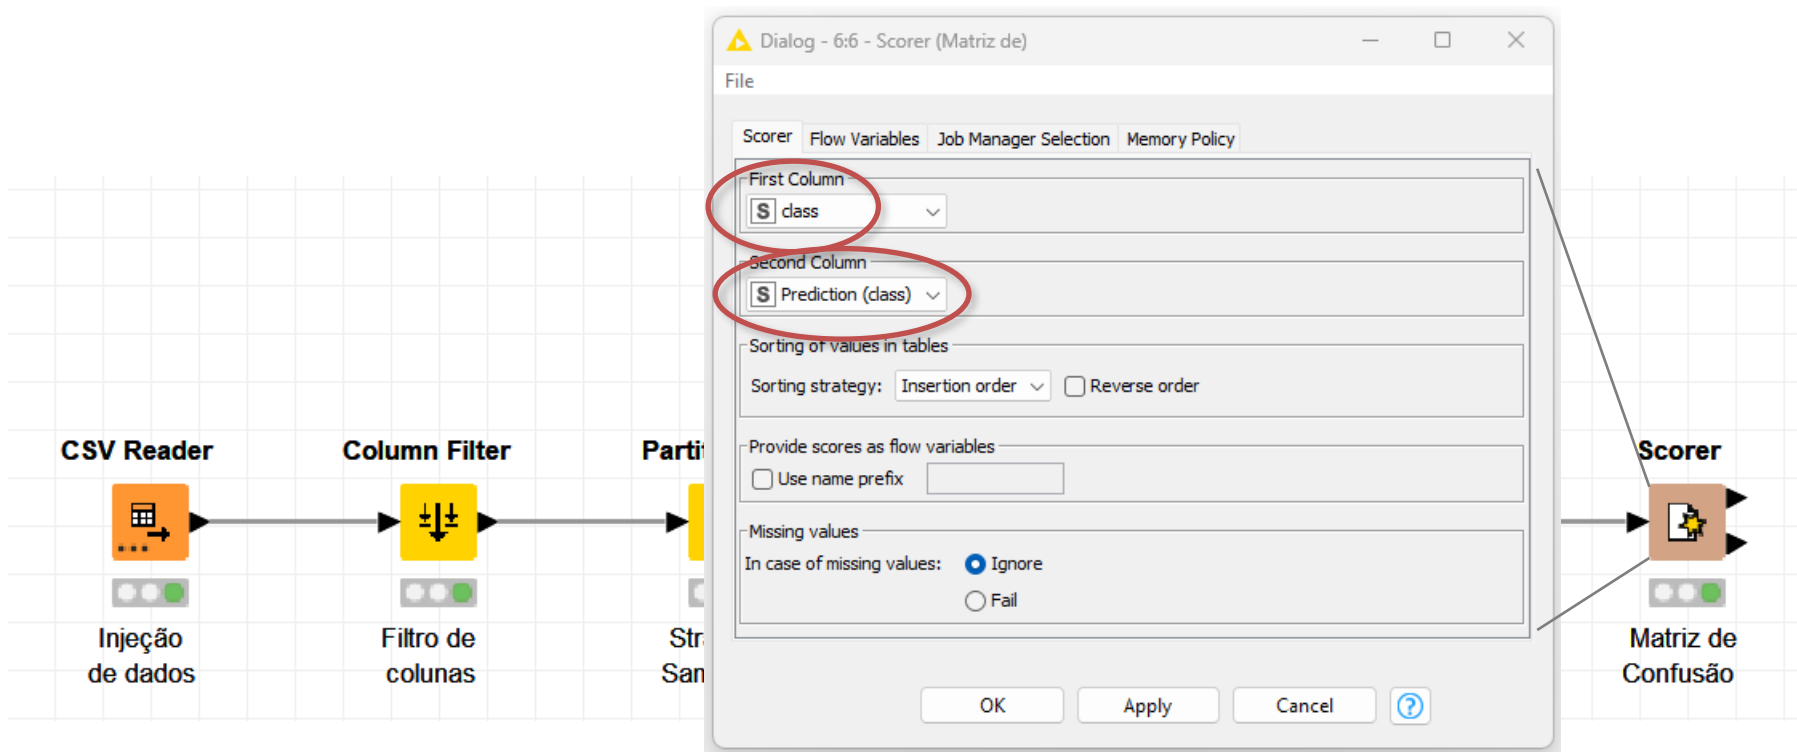 Dialog - 6:6 - Scorer (Matriz de)
File
Scorer Flow Variables Job Manager Selection Memory Policy
First Column
S class
Second Column
S Prediction (class)
Sorting of values in tables
Sorting strategy: Insertion order Reverse order
Provide scores as flow variables
Use name prefix
Missing values
In case of missing values: Ignore
Fail
OK Apply Cancel ?
CSV Reader
Injeção
de dados
Column Filter
Filtro de
colunas
Partit
Stra
Sam
Scorer
Matriz de
Confusão